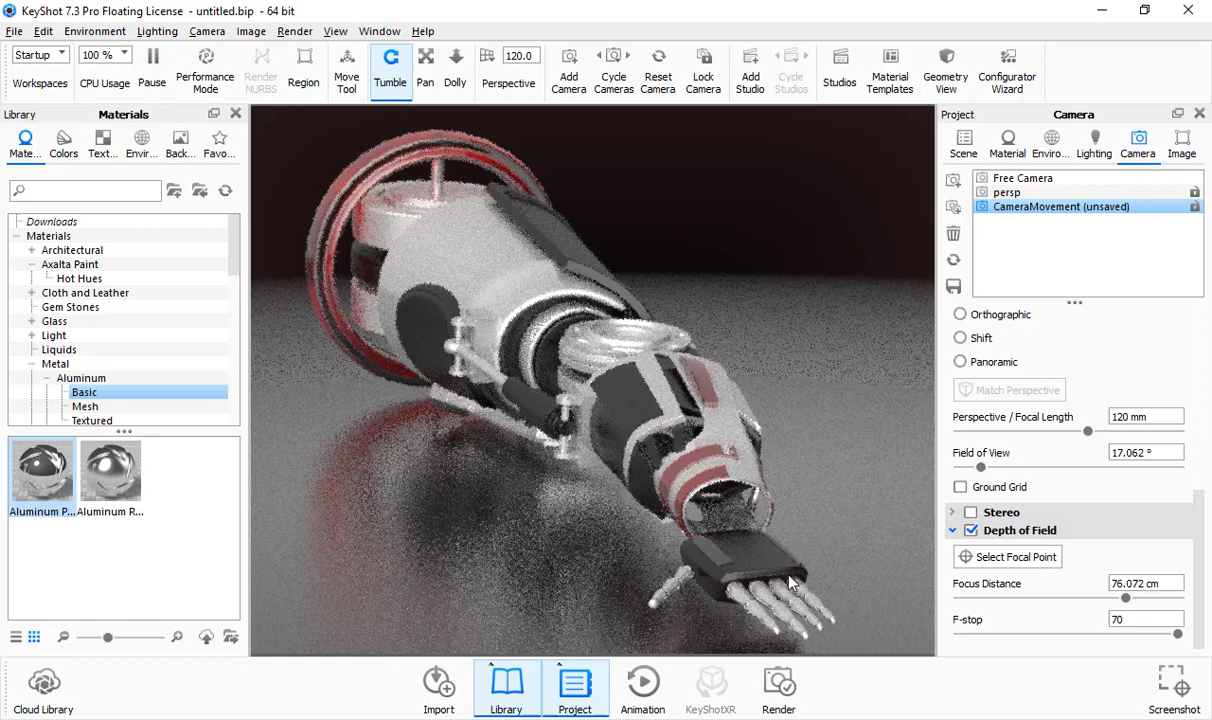 KeyShot 7.3 Pro Floating License - untitled.bip - 64 bit
File Edit Environment Lighting Camera Image Render View Window Help
Startup 100 % 120.0
Workspaces CPU Usage Pause Performance Mode Render NURBS Region Move Tool Tumble Pan Dolly Perspective Add Camera Cycle Cameras Reset Camera Lock Camera Add Studio Cycle Studios Studios Material Templates Geometry View Configurator Wizard
Library Materials
Mate... Colors Text... Envir... Back... Favo...
Downloads
Materials
Architectural
Axalta Paint
Hot Hues
Cloth and Leather
Gem Stones
Glass
Light
Liquids
Metal
Aluminum
Basic
Mesh
Textured
Aluminum P... Aluminum R...
Project Camera
Scene Material Enviro... Lighting Camera Image
Free Camera
persp
CameraMovement (unsaved)
Orthographic
Shift
Panoramic
Match Perspective
Perspective / Focal Length 120 mm
Field of View 17.062 °
Ground Grid
Stereo
Depth of Field
Select Focal Point
Focus Distance 76.072 cm
F-stop 70
Cloud Library Import Library Project Animation KeyShotXR Render Screenshot